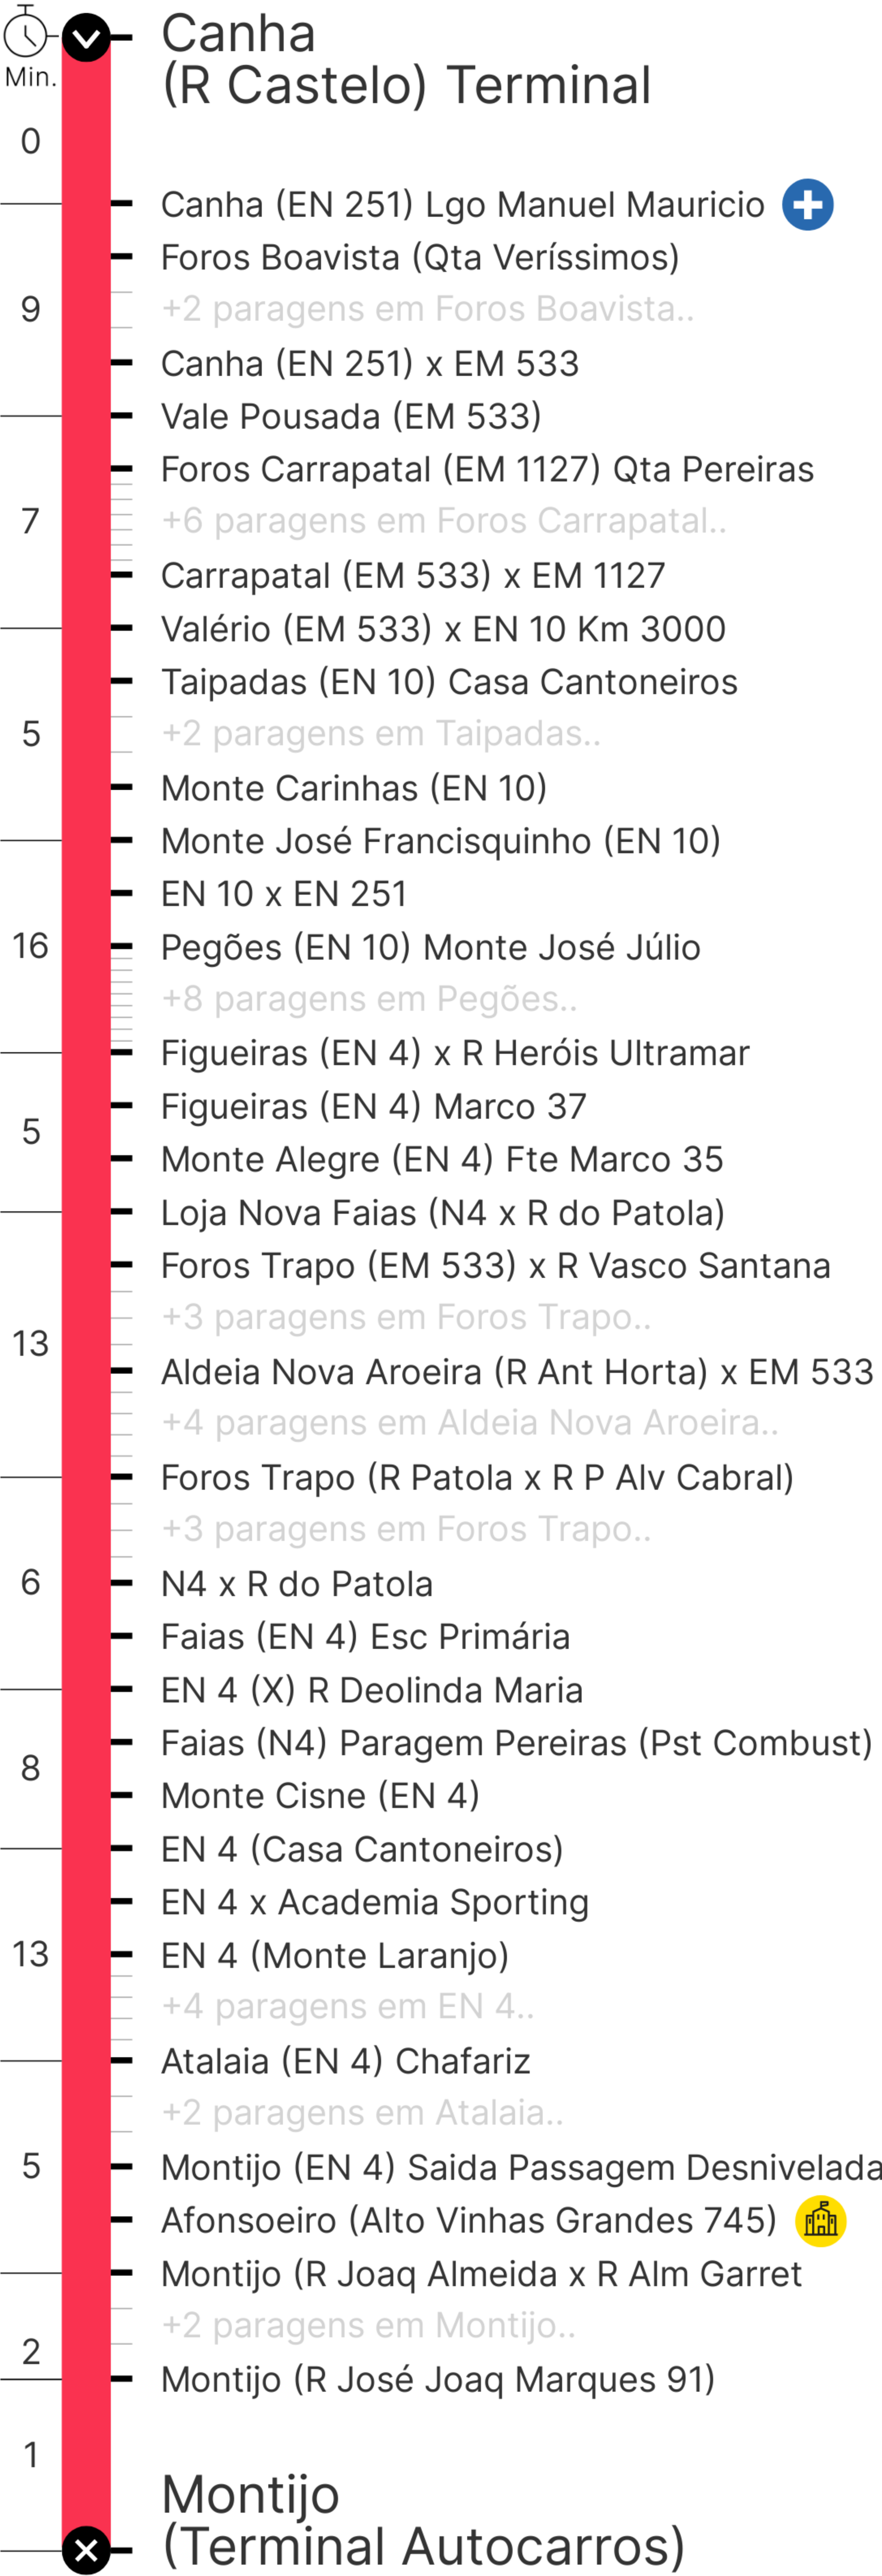 Canha
(R Castelo) Terminal
Min.
0
Canha (EN 251) Lgo Manuel Mauricio
Foros Boavista (Qta Veríssimos)
9
+2 paragens em Foros Boavista..
Canha (EN 251) x EM 533
Vale Pousada (EM 533)
Foros Carrapatal (EM 1127) Qta Pereiras
7
+6 paragens em Foros Carrapatal..
Carrapatal (EM 533) x EM 1127
Valério (EM 533) x EN 10 Km 3000
Taipadas (EN 10) Casa Cantoneiros
5
+2 paragens em Taipadas..
Monte Carinhas (EN 10)
Monte José Francisquinho (EN 10)
EN 10 x EN 251
16
Pegões (EN 10) Monte José Júlio
+8 paragens em Pegões..
Figueiras (EN 4) x R Heróis Ultramar
Figueiras (EN 4) Marco 37
5
Monte Alegre (EN 4) Fte Marco 35
Loja Nova Faias (N4 x R do Patola)
Foros Trapo (EM 533) x R Vasco Santana
+3 paragens em Foros Trapo..
13
Aldeia Nova Aroeira (R Ant Horta) x EM 533
+4 paragens em Aldeia Nova Aroeira..
Foros Trapo (R Patola x R P Alv Cabral)
+3 paragens em Foros Trapo..
6
N4 x R do Patola
Faias (EN 4) Esc Primária
EN 4 (X) R Deolinda Maria
Faias (N4) Paragem Pereiras (Pst Combust)
8
Monte Cisne (EN 4)
EN 4 (Casa Cantoneiros)
EN 4 x Academia Sporting
13
EN 4 (Monte Laranjo)
+4 paragens em EN 4..
Atalaia (EN 4) Chafariz
+2 paragens em Atalaia..
5
Montijo (EN 4) Saida Passagem Desnivelada
Afonsoeiro (Alto Vinhas Grandes 745)
Montijo (R Joaq Almeida x R Alm Garret
+2 paragens em Montijo..
2
Montijo (R José Joaq Marques 91)
1
Montijo
(Terminal Autocarros)